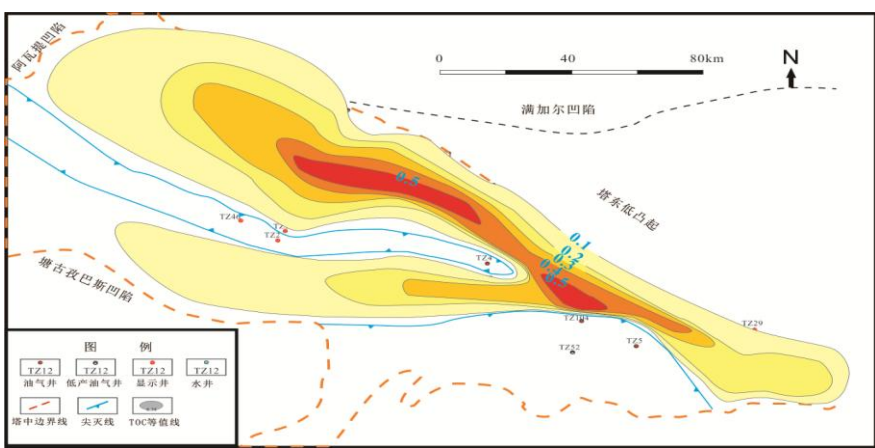 阿瓦提凹陷
0
40
80km
N
满加尔凹陷
0.5
塔东低凸起
0.1
0.2
0.3
0.4
0.5
TZ46
TZ2
TZ4
塘古孜巴斯凹陷
TZ104
TZ29
TZ52
TZ5
图 例
TZ12 TZ12 TZ12 TZ12
油气井 低产油气井 显示井 水井
塔中边界线 尖灭线 TOC等值线